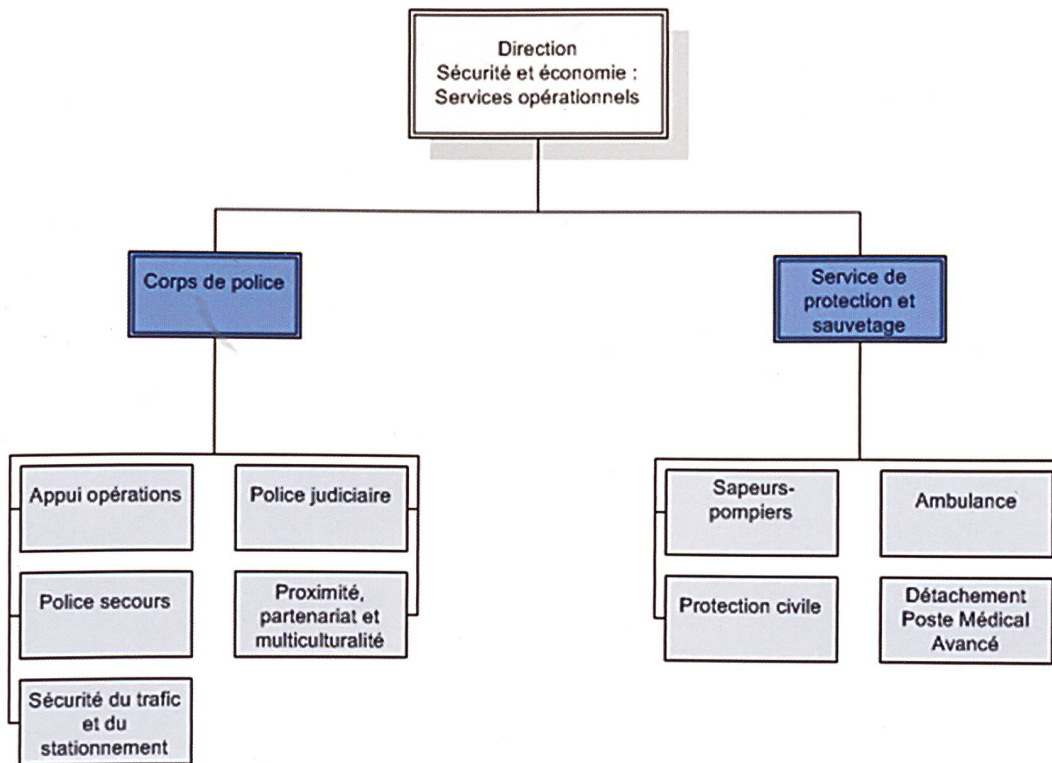 Direction
Sécurité et économie :
Services opérationnels
Corps de police
Service de
protection et
sauvetage
Appui opérations
Police judiciaire
Police secours
Proximité,
partenariat et
multiculturalité
Sécurité du trafic
et du
stationnement
Sapeurs-
pompiers
Ambulance
Protection civile
Détachement
Poste Médical
Avancé